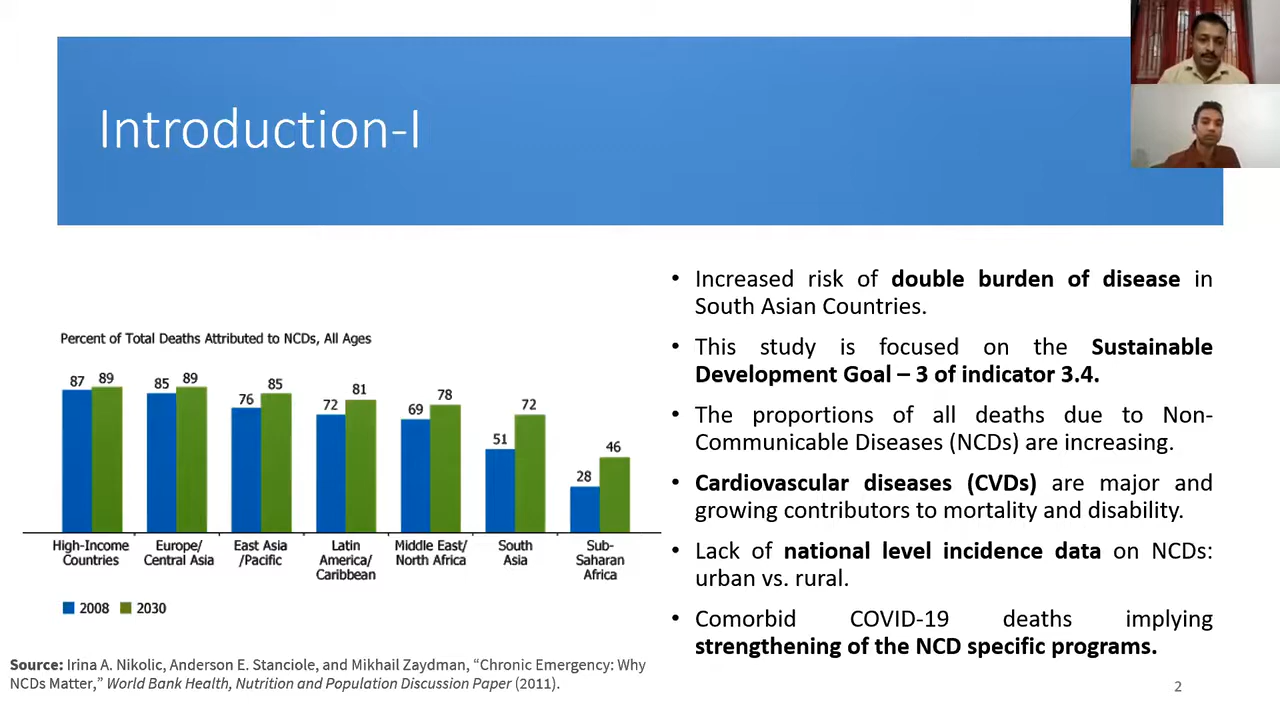 Introduction-I
Percent of Total Deaths Attributed to NCDs, All Ages
87 89 85 89 76 85 72 81 69 78 51 72 28 46
High-Income Countries
Europe/ Central Asia
East Asia /Pacific
Latin America/ Caribbean
Middle East/ North Africa
South Asia
Sub- Saharan Africa
2008 2030
Source: Irina A. Nikolic, Anderson E. Stanciole, and Mikhail Zaydman, “Chronic Emergency: Why
NCDs Matter,” World Bank Health, Nutrition and Population Discussion Paper (2011).
• Increased risk of double burden of disease in
South Asian Countries.
• This study is focused on the Sustainable
Development Goal – 3 of indicator 3.4.
• The proportions of all deaths due to Non-
Communicable Diseases (NCDs) are increasing.
• Cardiovascular diseases (CVDs) are major and
growing contributors to mortality and disability.
• Lack of national level incidence data on NCDs:
urban vs. rural.
• Comorbid COVID-19 deaths implying
strengthening of the NCD specific programs.
2